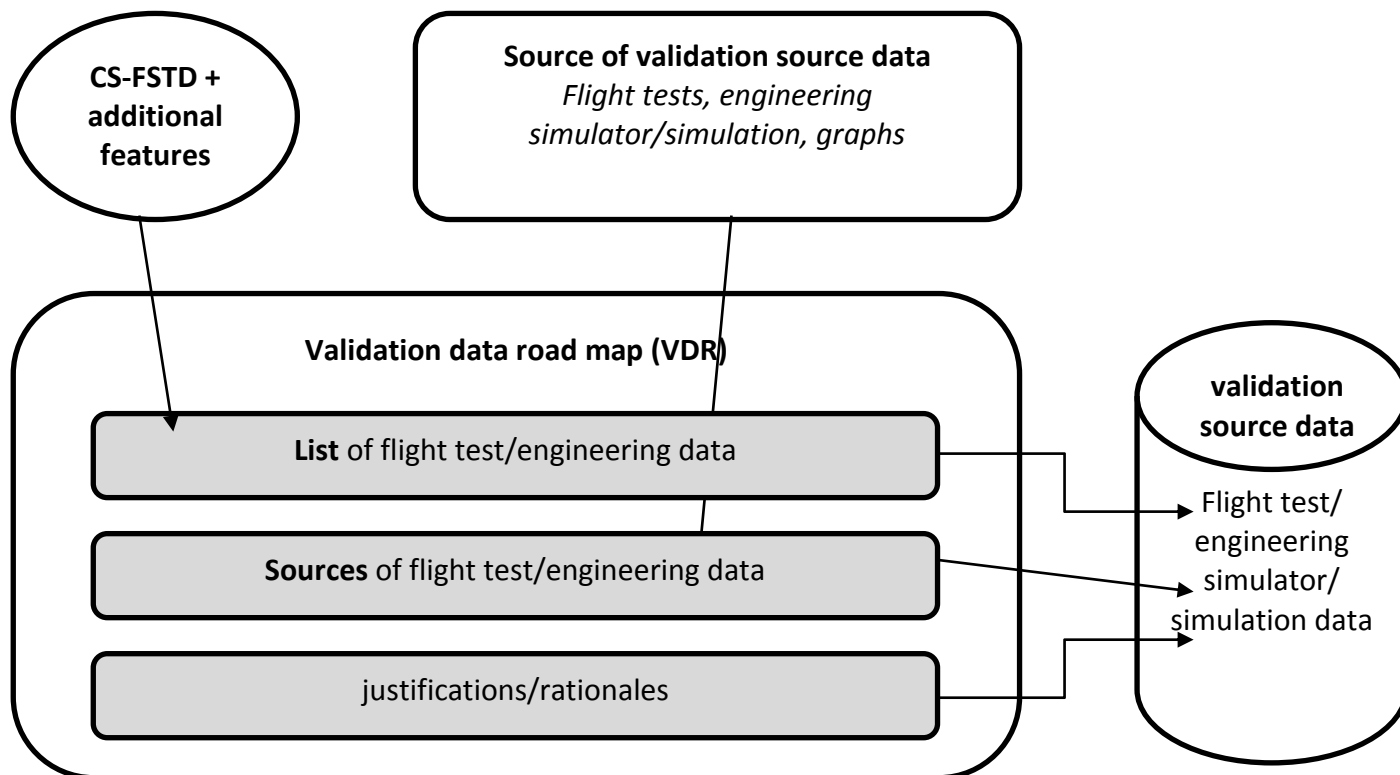 CS-FSTD +
additional
features
Source of validation source data
Flight tests, engineering
simulator/simulation, graphs
Validation data road map (VDR)
List of flight test/engineering data
Sources of flight test/engineering data
justifications/rationales
validation
source data
Flight test/
engineering
simulator/
simulation data